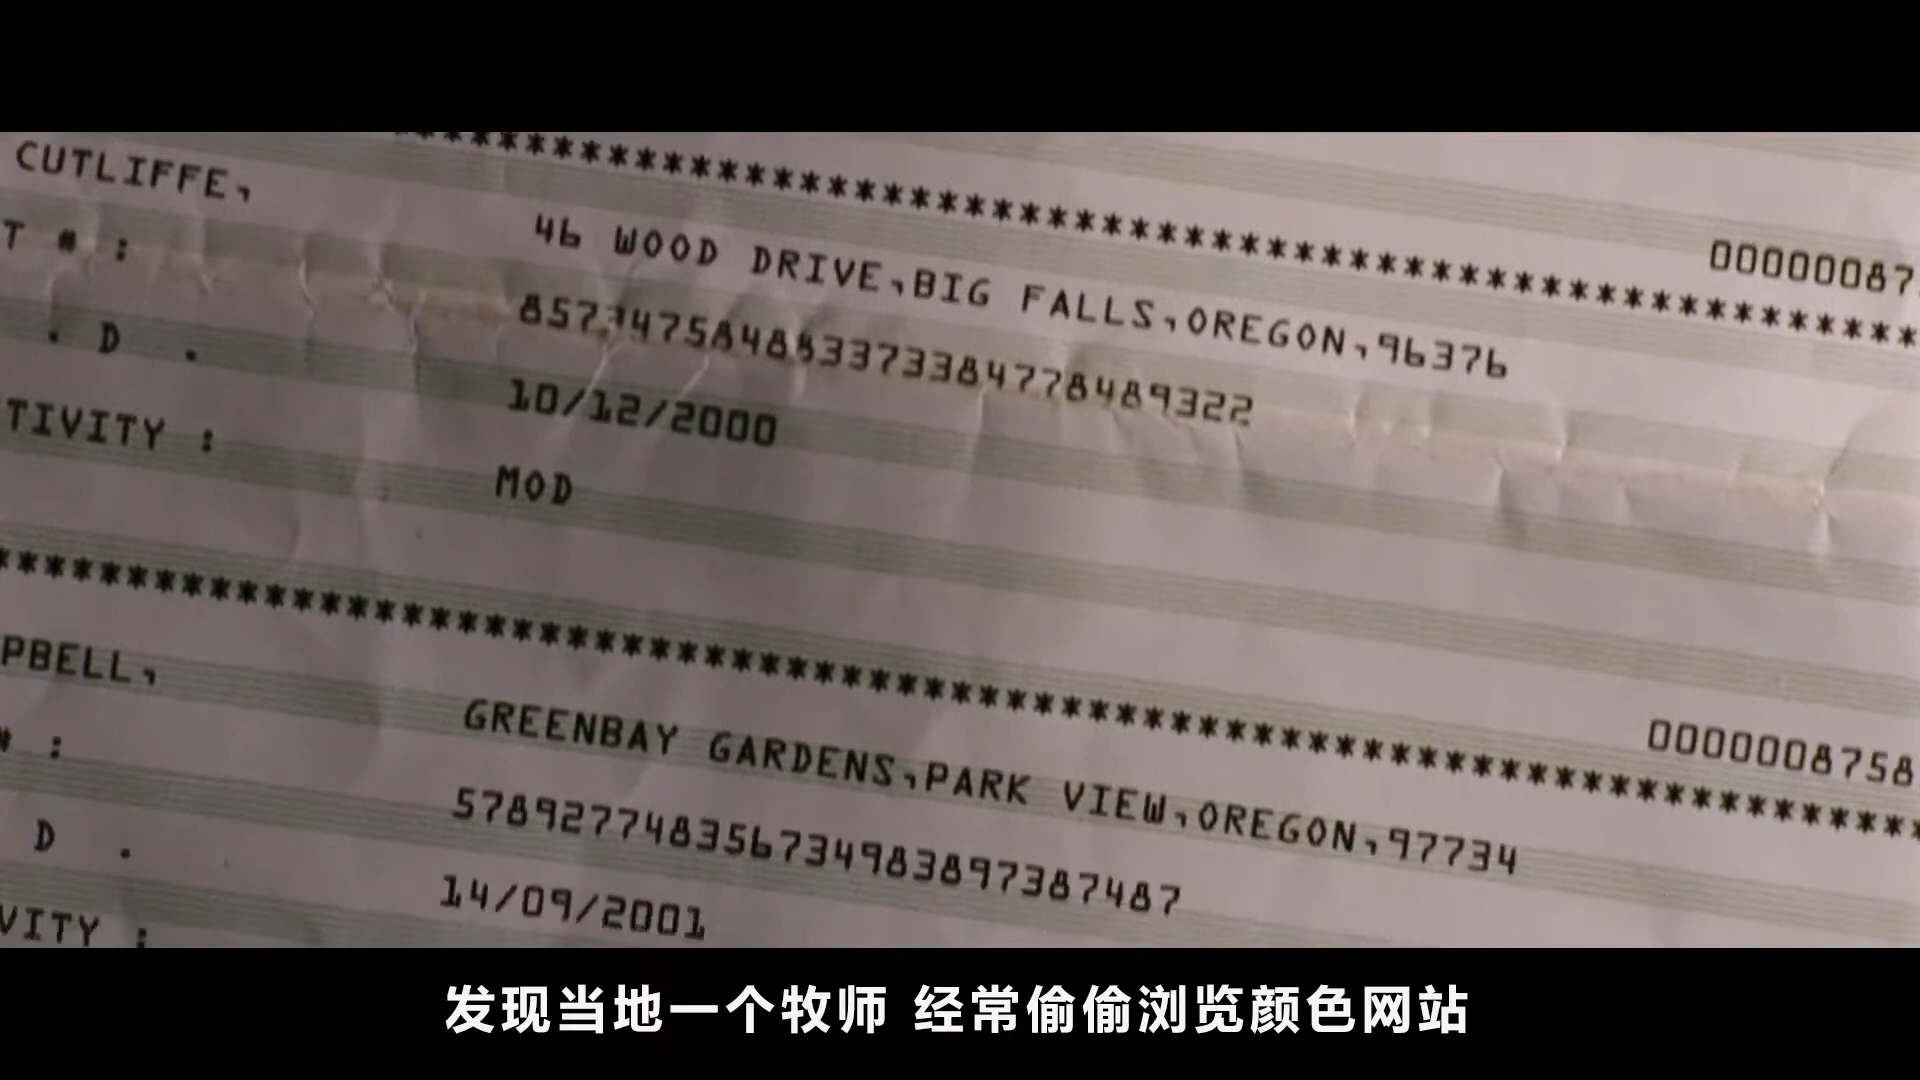 **************************************************
CUTLIFFE,
00000087
46 WOOD DRIVE,BIG FALLS,OREGON,96376
T # :
85734758483373384778489322
. D .
10/12/2000
TIVITY :
MOD
**************************************************
PBELL,
0000008758
GREENBAY GARDENS,PARK VIEW,OREGON,97734
# :
578927748356734983897387487
D .
14/09/2001
VITY :
发现当地一个牧师 经常偷偷浏览颜色网站